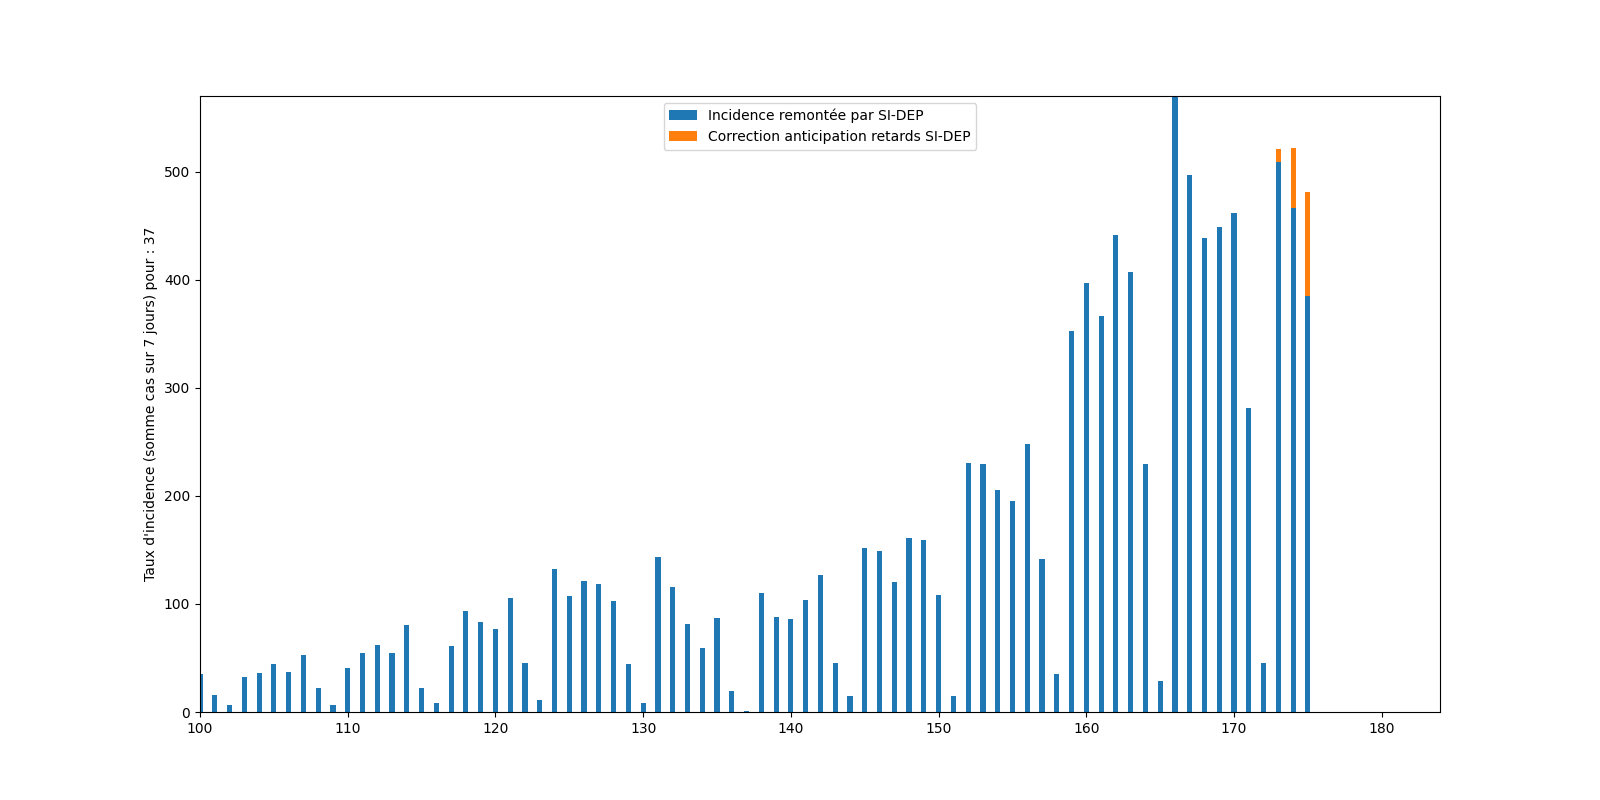 Incidence remontée par SI-DEP
Correction anticipation retards SI-DEP
Taux d'incidence (somme cas sur 7 jours) pour : 37
500
400
300
200
100
0
100 110 120 130 140 150 160 170 180